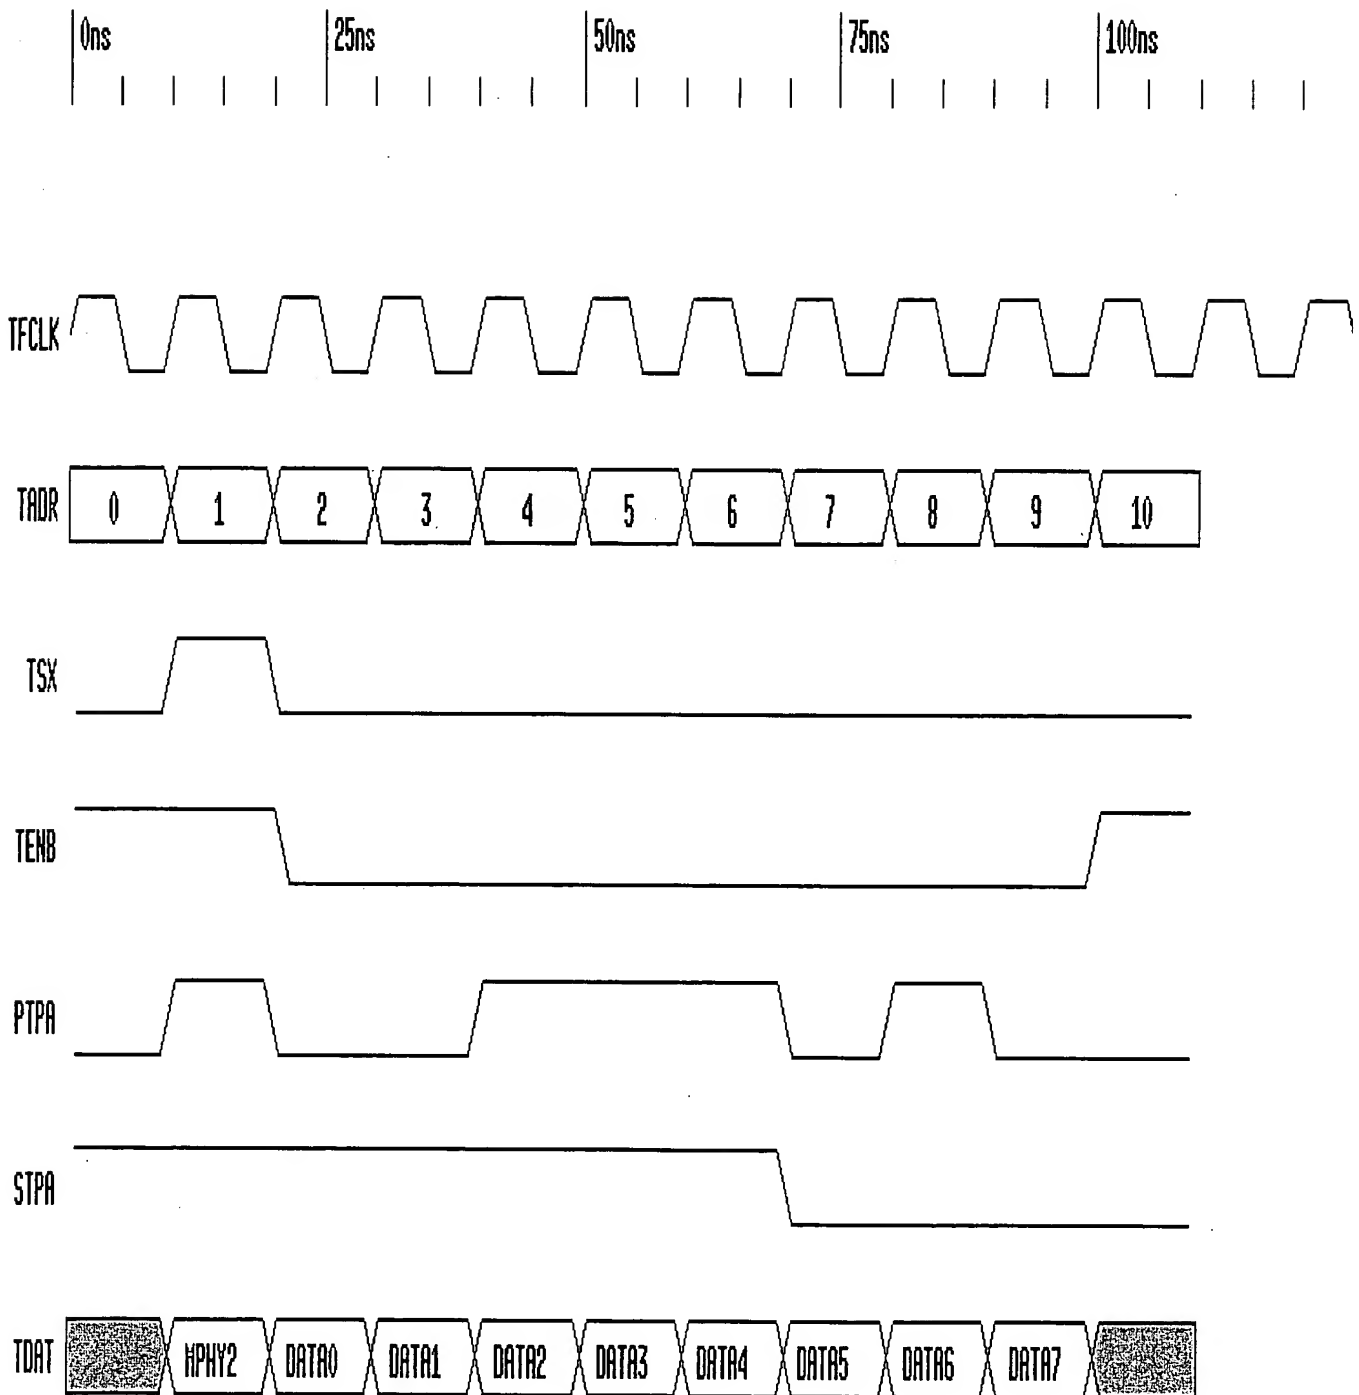 0ns 25ns 50ns 75ns 100ns
TFCLK
TADR 0 1 2 3 4 5 6 7 8 9 10
TSX
TENB
PTPA
STPA
TDAT MPHY2 DATA0 DATA1 DATA2 DATA3 DATA4 DATA5 DATA6 DATA7